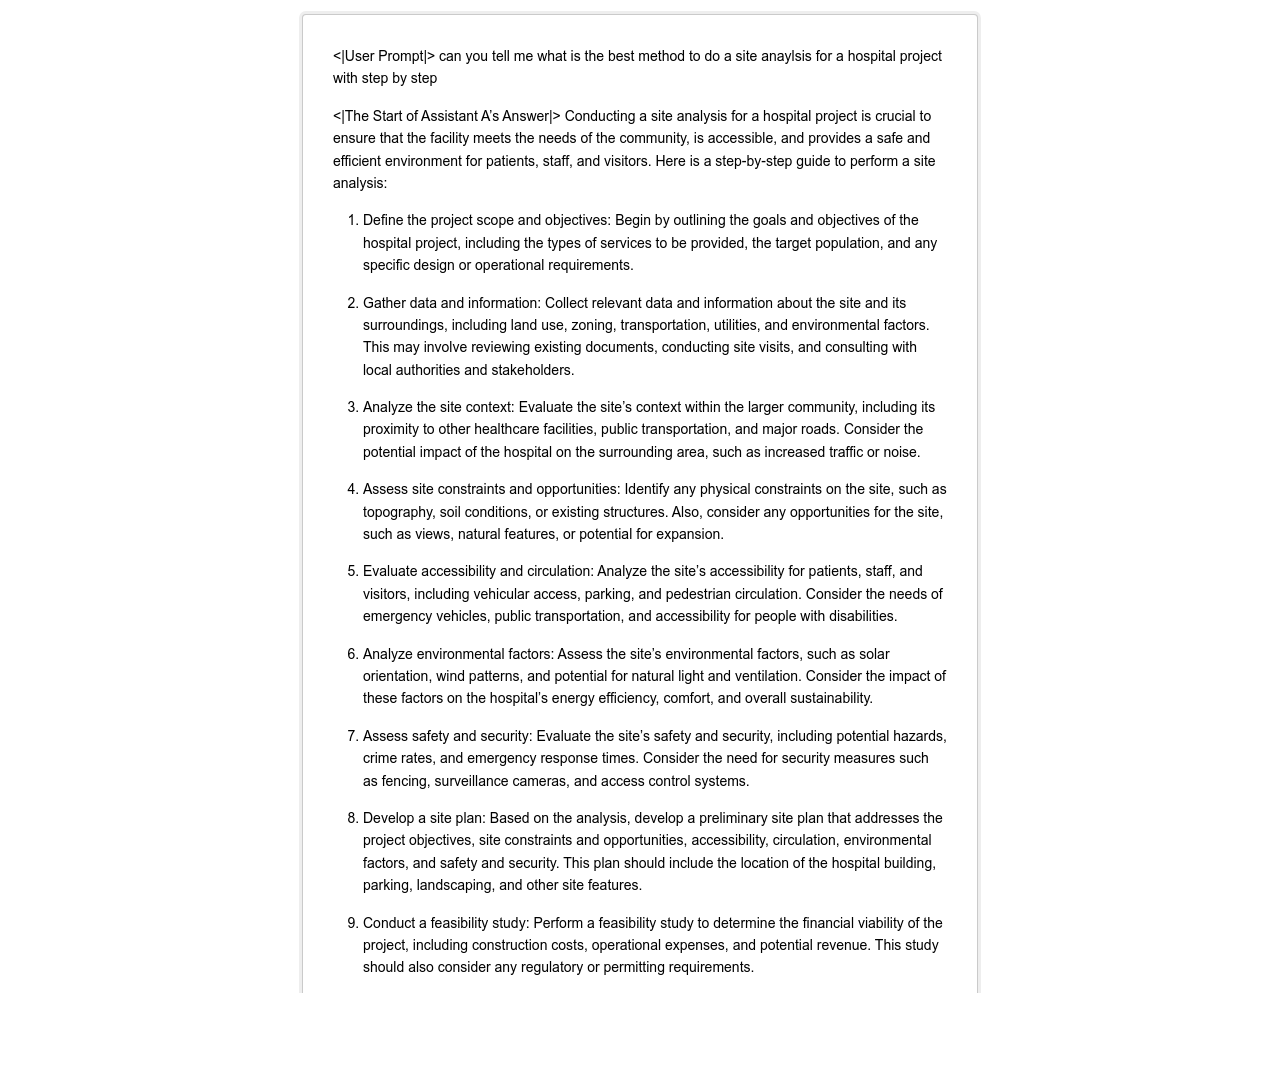 <|User Prompt|> can you tell me what is the best method to do a site anaylsis for a hospital project
with step by step
<|The Start of Assistant A’s Answer|> Conducting a site analysis for a hospital project is crucial to
ensure that the facility meets the needs of the community, is accessible, and provides a safe and
efficient environment for patients, staff, and visitors. Here is a step-by-step guide to perform a site
analysis:
1. Define the project scope and objectives: Begin by outlining the goals and objectives of the
hospital project, including the types of services to be provided, the target population, and any
specific design or operational requirements.
2. Gather data and information: Collect relevant data and information about the site and its
surroundings, including land use, zoning, transportation, utilities, and environmental factors.
This may involve reviewing existing documents, conducting site visits, and consulting with
local authorities and stakeholders.
3. Analyze the site context: Evaluate the site’s context within the larger community, including its
proximity to other healthcare facilities, public transportation, and major roads. Consider the
potential impact of the hospital on the surrounding area, such as increased traffic or noise.
4. Assess site constraints and opportunities: Identify any physical constraints on the site, such as
topography, soil conditions, or existing structures. Also, consider any opportunities for the site,
such as views, natural features, or potential for expansion.
5. Evaluate accessibility and circulation: Analyze the site’s accessibility for patients, staff, and
visitors, including vehicular access, parking, and pedestrian circulation. Consider the needs of
emergency vehicles, public transportation, and accessibility for people with disabilities.
6. Analyze environmental factors: Assess the site’s environmental factors, such as solar
orientation, wind patterns, and potential for natural light and ventilation. Consider the impact of
these factors on the hospital’s energy efficiency, comfort, and overall sustainability.
7. Assess safety and security: Evaluate the site’s safety and security, including potential hazards,
crime rates, and emergency response times. Consider the need for security measures such
as fencing, surveillance cameras, and access control systems.
8. Develop a site plan: Based on the analysis, develop a preliminary site plan that addresses the
project objectives, site constraints and opportunities, accessibility, circulation, environmental
factors, and safety and security. This plan should include the location of the hospital building,
parking, landscaping, and other site features.
9. Conduct a feasibility study: Perform a feasibility study to determine the financial viability of the
project, including construction costs, operational expenses, and potential revenue. This study
should also consider any regulatory or permitting requirements.